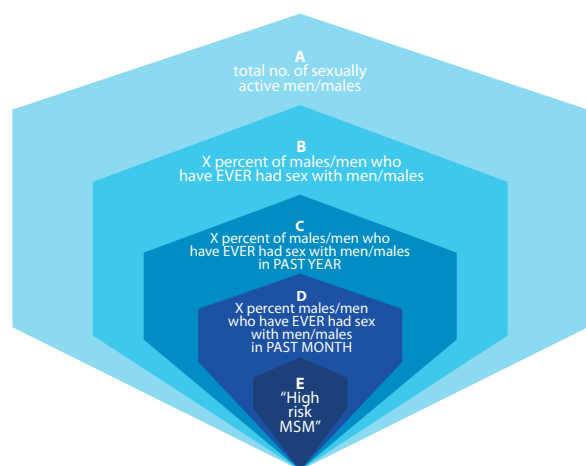 A
total no. of sexually
active men/males
B
X percent of males/men who
have EVER had sex with men/males
C
X percent of males/men who
have EVER had sex with men/males
in PAST YEAR
D
X percent males/men
who have EVER had sex
with men/males
in PAST MONTH
E
“High
risk
MSM”